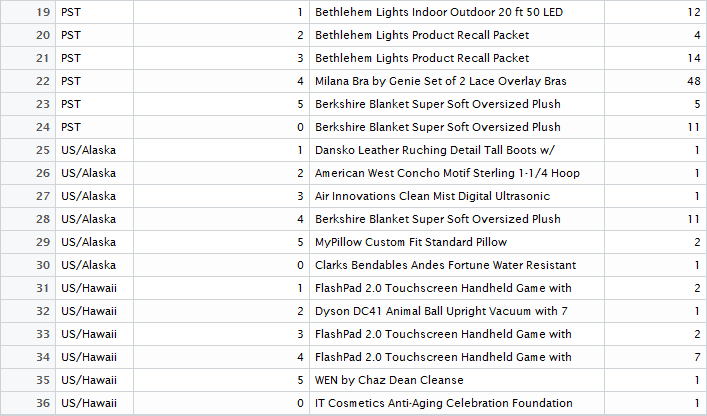 19 PST 1 Bethlehem Lights Indoor Outdoor 20 ft 50 LED 12
20 PST 2 Bethlehem Lights Product Recall Packet 4
21 PST 3 Bethlehem Lights Product Recall Packet 14
22 PST 4 Milana Bra by Genie Set of 2 Lace Overlay Bras 48
23 PST 5 Berkshire Blanket Super Soft Oversized Plush 5
24 PST 0 Berkshire Blanket Super Soft Oversized Plush 11
25 US/Alaska 1 Dansko Leather Ruching Detail Tall Boots w/ 1
26 US/Alaska 2 American West Concho Motif Sterling 1-1/4 Hoop 1
27 US/Alaska 3 Air Innovations Clean Mist Digital Ultrasonic 1
28 US/Alaska 4 Berkshire Blanket Super Soft Oversized Plush 11
29 US/Alaska 5 MyPillow Custom Fit Standard Pillow 2
30 US/Alaska 0 Clarks Bendables Andes Fortune Water Resistant 1
31 US/Hawaii 1 FlashPad 2.0 Touchscreen Handheld Game with 2
32 US/Hawaii 2 Dyson DC41 Animal Ball Upright Vacuum with 7 1
33 US/Hawaii 3 FlashPad 2.0 Touchscreen Handheld Game with 2
34 US/Hawaii 4 FlashPad 2.0 Touchscreen Handheld Game with 7
35 US/Hawaii 5 WEN by Chaz Dean Cleanse 1
36 US/Hawaii 0 IT Cosmetics Anti-Aging Celebration Foundation 1